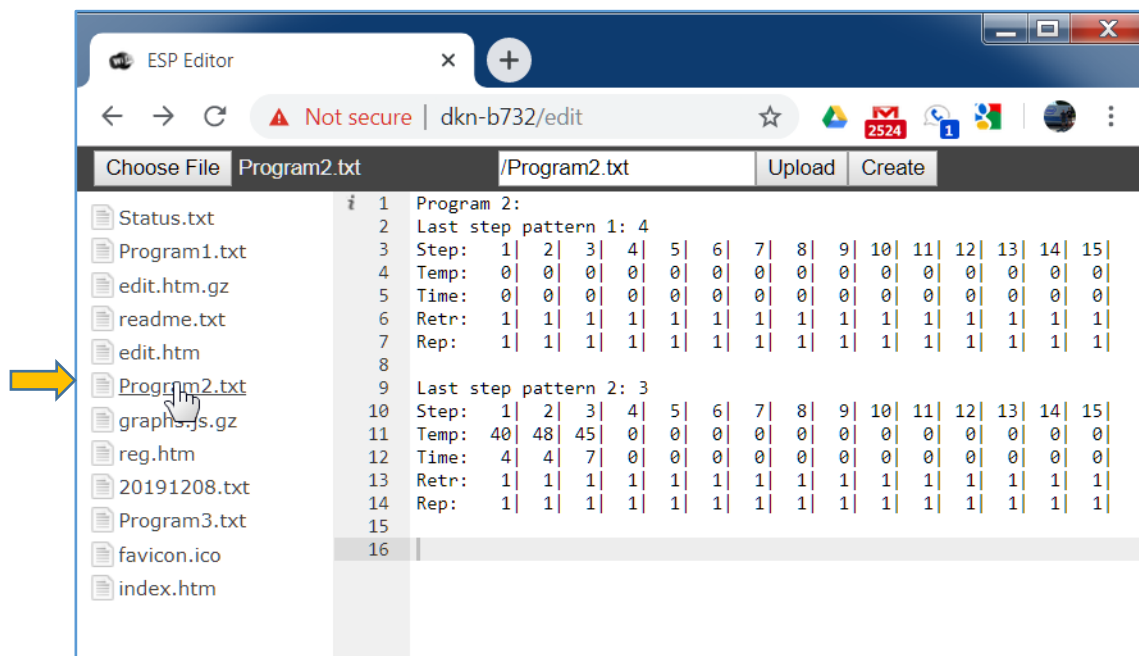 ESP Editor
Not secure | dkn-b732/edit
2524
1
Choose File Program2.txt /Program2.txt Upload Create
Status.txt
Program1.txt
edit.htm.gz
readme.txt
edit.htm
Program2.txt
graphs.js.gz
reg.htm
20191208.txt
Program3.txt
favicon.ico
index.htm
i 1 Program 2:
2 Last step pattern 1: 4
3 Step: 1| 2| 3| 4| 5| 6| 7| 8| 9| 10| 11| 12| 13| 14| 15|
4 Temp: 0| 0| 0| 0| 0| 0| 0| 0| 0| 0| 0| 0| 0| 0| 0|
5 Time: 0| 0| 0| 0| 0| 0| 0| 0| 0| 0| 0| 0| 0| 0| 0|
6 Retr: 1| 1| 1| 1| 1| 1| 1| 1| 1| 1| 1| 1| 1| 1| 1|
7 Rep: 1| 1| 1| 1| 1| 1| 1| 1| 1| 1| 1| 1| 1| 1| 1|
8
9 Last step pattern 2: 3
10 Step: 1| 2| 3| 4| 5| 6| 7| 8| 9| 10| 11| 12| 13| 14| 15|
11 Temp: 40| 48| 45| 0| 0| 0| 0| 0| 0| 0| 0| 0| 0| 0| 0|
12 Time: 4| 4| 7| 0| 0| 0| 0| 0| 0| 0| 0| 0| 0| 0| 0|
13 Retr: 1| 1| 1| 1| 1| 1| 1| 1| 1| 1| 1| 1| 1| 1| 1|
14 Rep: 1| 1| 1| 1| 1| 1| 1| 1| 1| 1| 1| 1| 1| 1| 1|
15
16